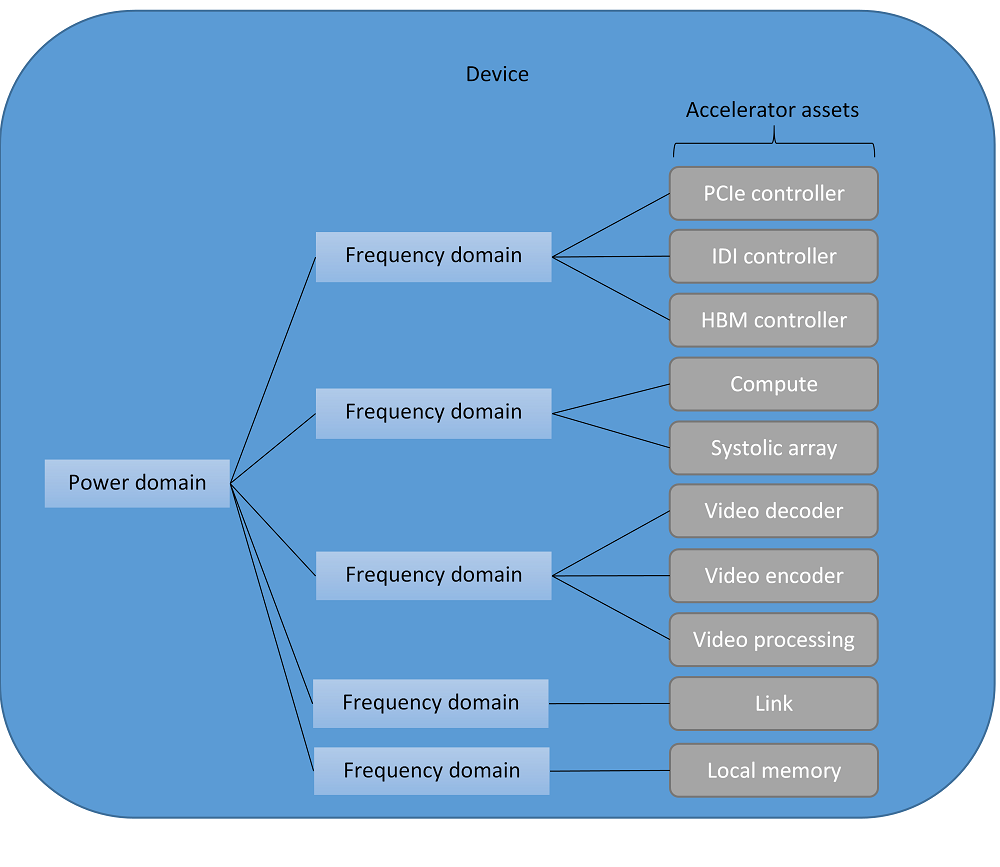 Device
Accelerator assets
PCIe controller
Frequency domain
IDI controller
HBM controller
Compute
Frequency domain
Systolic array
Power domain
Video decoder
Frequency domain
Video encoder
Video processing
Frequency domain
Link
Frequency domain
Local memory